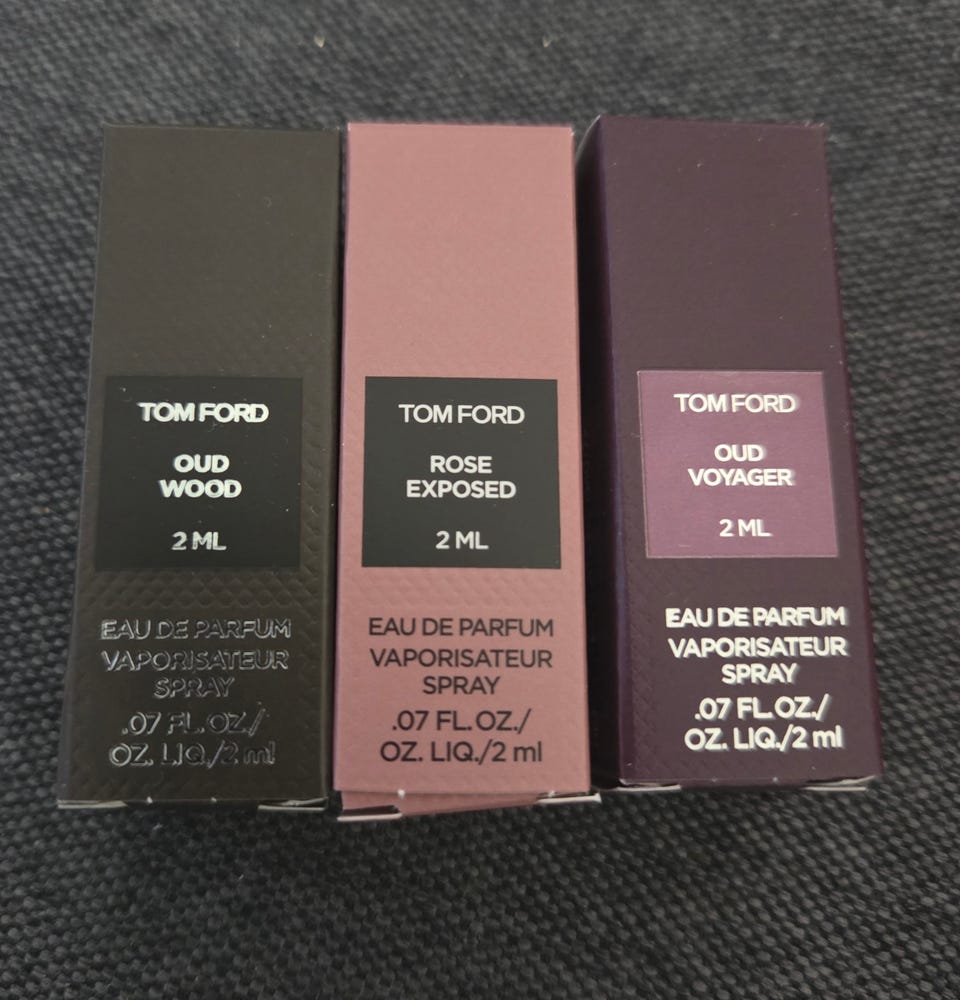 TOM FORD
OUD
WOOD
2 ML
EAU DE PARFUM
VAPORISATEUR
SPRAY
.07 FL.OZ./
OZ. LIQ./2 ml
TOM FORD
ROSE
EXPOSED
2 ML
EAU DE PARFUM
VAPORISATEUR
SPRAY
.07 FL.OZ./
OZ. LIQ./2 ml
TOM FORD
OUD
VOYAGER
2 ML
EAU DE PARFUM
VAPORISATEUR
SPRAY
.07 FL.OZ./
OZ. LIQ./2 ml